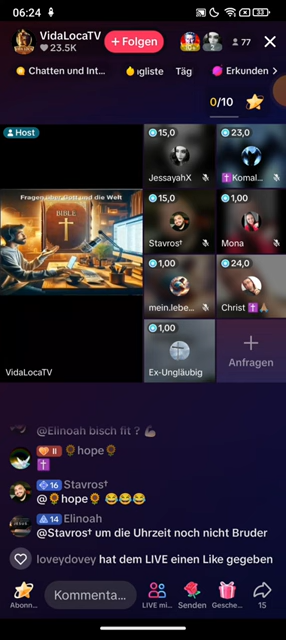 06:24
33
VidaLocaTV
23.5K
+ Folgen
2
77
Chatten und Int...
igliste
Täg
Erkunden >
0/10
Host
Fragen über Gott und die Welt
BIBLE
VidaLocaTV
15,0
JessayahX
23,0
Komal...
15,0
Stavros†
1,00
Mona
1,00
mein.lebe...
24,0
Christ
1,00
Ex-Ungläubig
+
Anfragen
@Elinoah bisch fit ?
II hope
16 Stavros†
@hope
14 Elinoah
@Stavros† um die Uhrzeit noch nicht Bruder
loveydovey hat dem LIVE einen Like gegeben
Abonn...
Kommenta...
LIVE mi...
Senden
Gesche...
15